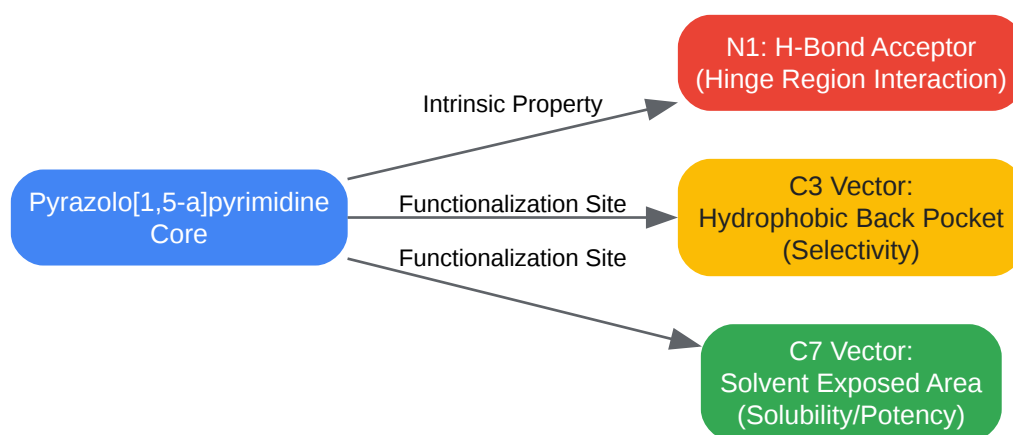 N1: H-Bond Acceptor
(Hinge Region Interaction)
Intrinsic Property
Pyrazolo[1,5-a]pyrimidine
Core
Functionalization Site
C3 Vector:
Hydrophobic Back Pocket
(Selectivity)
Functionalization Site
C7 Vector:
Solvent Exposed Area
(Solubility/Potency)